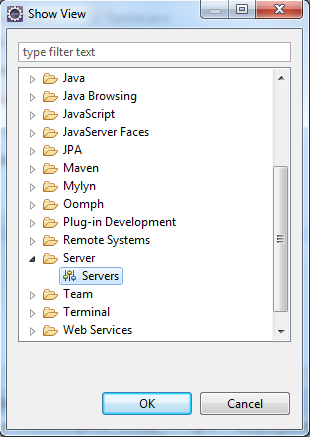 Show View
type filter text
Java
Java Browsing
JavaScript
JavaServer Faces
JPA
Maven
Mylyn
Oomph
Plug-in Development
Remote Systems
Server
Servers
Team
Terminal
Web Services
OK
Cancel